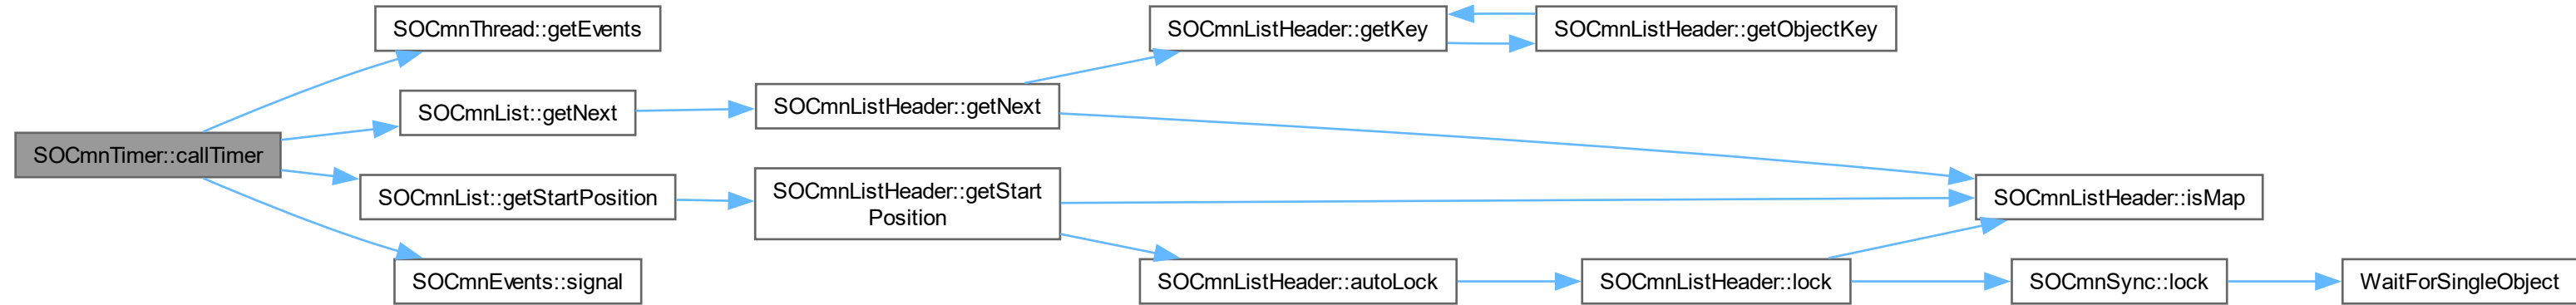 SOCmnTimer::callTimer
SOCmnThread::getEvents
SOCmnList::getNext
SOCmnList::getStartPosition
SOCmnEvents::signal
SOCmnListHeader::getNext
SOCmnListHeader::getStart
Position
SOCmnListHeader::getKey
SOCmnListHeader::getObjectKey
SOCmnListHeader::isMap
SOCmnListHeader::autoLock
SOCmnListHeader::lock
SOCmnSync::lock
WaitForSingleObject